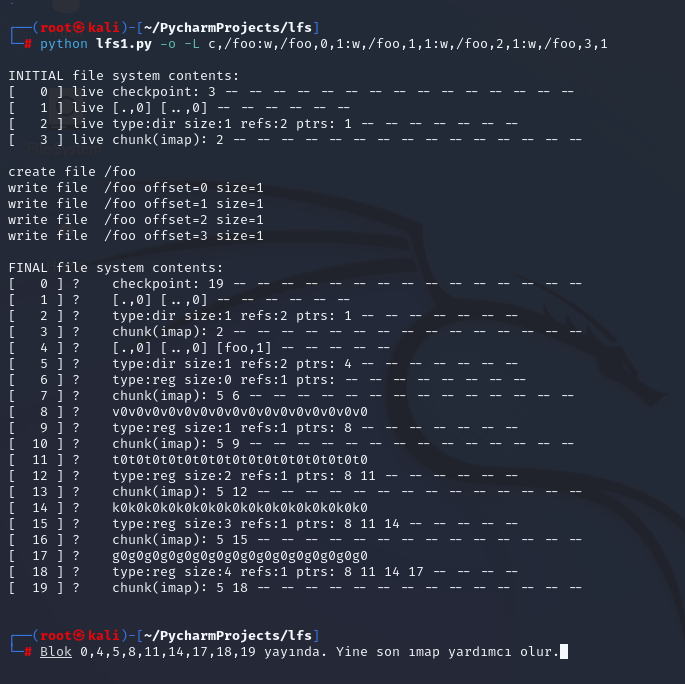 ┌──(root㉿kali)-[~/PycharmProjects/lfs]
└─# python lfs1.py -o -L c,/foo:w,/foo,0,1:w,/foo,1,1:w,/foo,2,1:w,/foo,3,1
INITIAL file system contents:
[   0 ] live checkpoint: 3 -- -- -- -- -- -- -- -- -- -- -- -- -- -- --
[   1 ] live [.,0] [..,0] -- -- -- -- -- --
[   2 ] live type:dir size:1 refs:2 ptrs: 1 -- -- -- -- -- -- --
[   3 ] live chunk(imap): 2 -- -- -- -- -- -- -- -- -- -- -- -- -- -- --
create file /foo
write file  /foo offset=0 size=1
write file  /foo offset=1 size=1
write file  /foo offset=2 size=1
write file  /foo offset=3 size=1
FINAL file system contents:
[   0 ] ?    checkpoint: 19 -- -- -- -- -- -- -- -- -- -- -- -- -- -- --
[   1 ] ?    [.,0] [..,0] -- -- -- -- -- --
[   2 ] ?    type:dir size:1 refs:2 ptrs: 1 -- -- -- -- -- -- --
[   3 ] ?    chunk(imap): 2 -- -- -- -- -- -- -- -- -- -- -- -- -- -- --
[   4 ] ?    [.,0] [..,0] [foo,1] -- -- -- -- --
[   5 ] ?    type:dir size:1 refs:2 ptrs: 4 -- -- -- -- -- -- --
[   6 ] ?    type:reg size:0 refs:1 ptrs: -- -- -- -- -- -- -- --
[   7 ] ?    chunk(imap): 5 6 -- -- -- -- -- -- -- -- -- -- -- -- -- --
[   8 ] ?    v0v0v0v0v0v0v0v0v0v0v0v0v0v0v0v0
[   9 ] ?    type:reg size:1 refs:1 ptrs: 8 -- -- -- -- -- -- --
[  10 ] ?    chunk(imap): 5 9 -- -- -- -- -- -- -- -- -- -- -- -- -- --
[  11 ] ?    t0t0t0t0t0t0t0t0t0t0t0t0t0t0t0t0
[  12 ] ?    type:reg size:2 refs:1 ptrs: 8 11 -- -- -- -- -- --
[  13 ] ?    chunk(imap): 5 12 -- -- -- -- -- -- -- -- -- -- -- -- -- --
[  14 ] ?    k0k0k0k0k0k0k0k0k0k0k0k0k0k0k0k0
[  15 ] ?    type:reg size:3 refs:1 ptrs: 8 11 14 -- -- -- -- --
[  16 ] ?    chunk(imap): 5 15 -- -- -- -- -- -- -- -- -- -- -- -- -- --
[  17 ] ?    g0g0g0g0g0g0g0g0g0g0g0g0g0g0g0g0
[  18 ] ?    type:reg size:4 refs:1 ptrs: 8 11 14 17 -- -- -- --
[  19 ] ?    chunk(imap): 5 18 -- -- -- -- -- -- -- -- -- -- -- -- -- --
┌──(root㉿kali)-[~/PycharmProjects/lfs]
└─# Blok 0,4,5,8,11,14,17,18,19 yayında. Yine son ımap yardımcı olur.